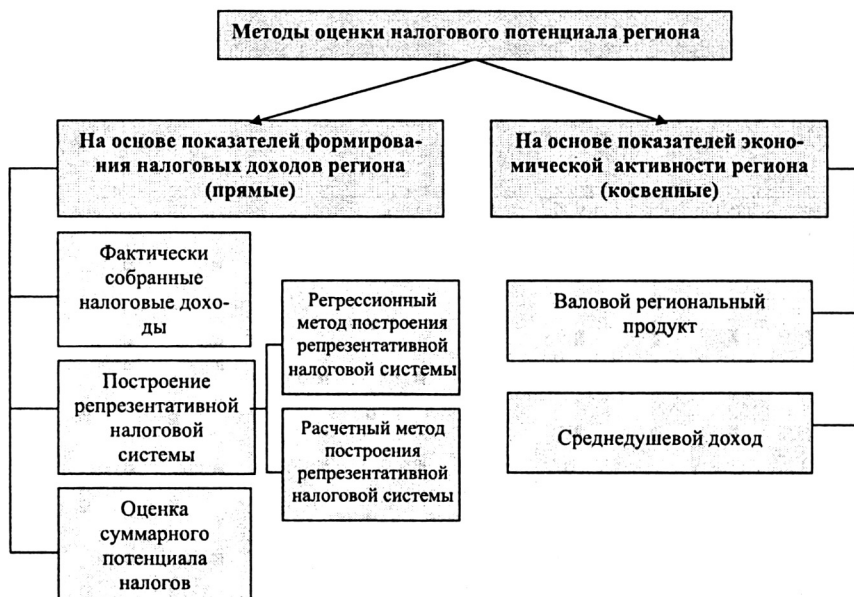 Методы оценки налогового потенциала региона
На основе показателей формирова-
ния налоговых доходов региона
(прямые)
На основе показателей эконо-
мической активности региона
(косвенные)
Фактически
собранные
налоговые дохо-
ды
Построение
репрезентативной
налоговой
системы
Оценка
суммарного
потенциала
налогов
Регрессионный
метод построения
репрезентативной
налоговой системы
Расчетный метод
построения
репрезентативной
налоговой системы
Валовой региональный
продукт
Среднедушевой доход